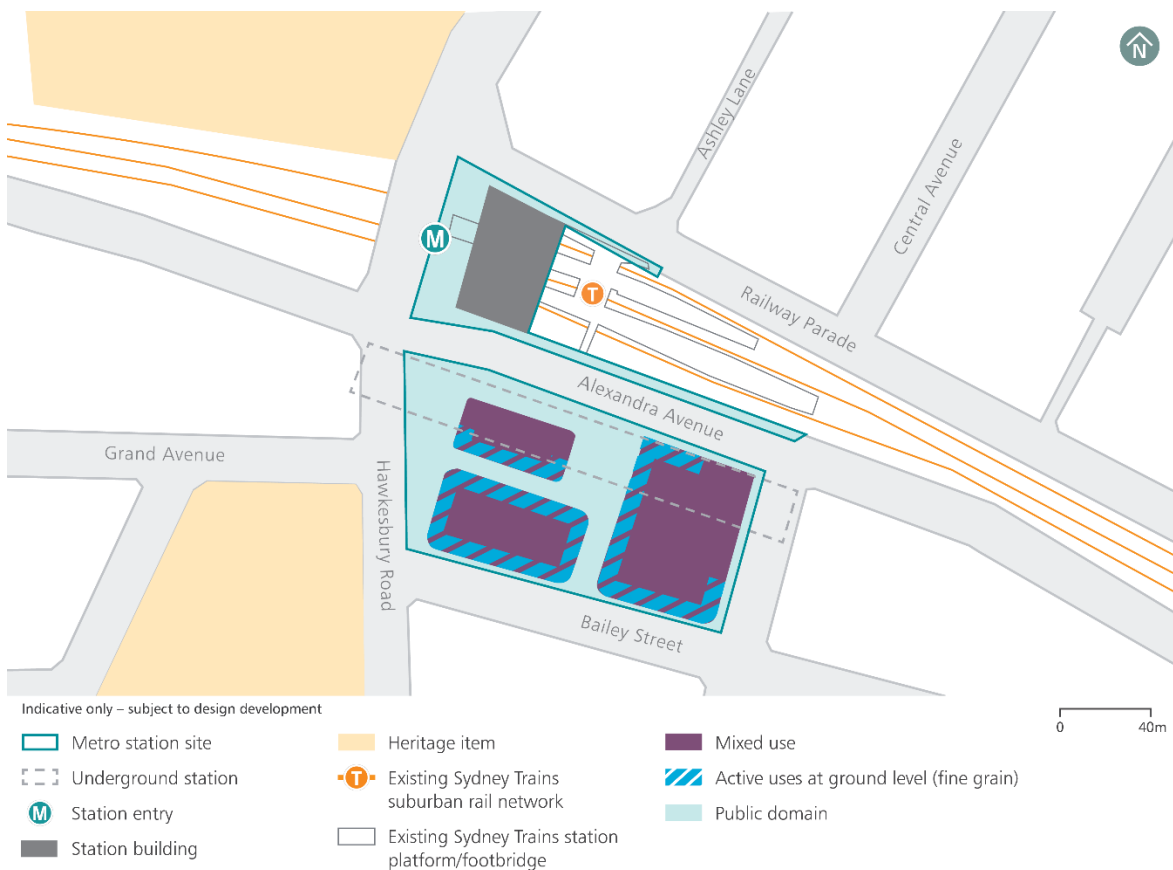 N
Ashley Lane
Central Avenue
M
T
Railway Parade
Alexandra Avenue
Grand Avenue
Hawkesbury Road
Bailey Street
Indicative only – subject to design development
0 40m
Metro station site
Underground station
M Station entry
Station building
Heritage item
T Existing Sydney Trains
suburban rail network
Existing Sydney Trains station
platform/footbridge
Mixed use
Active uses at ground level (fine grain)
Public domain